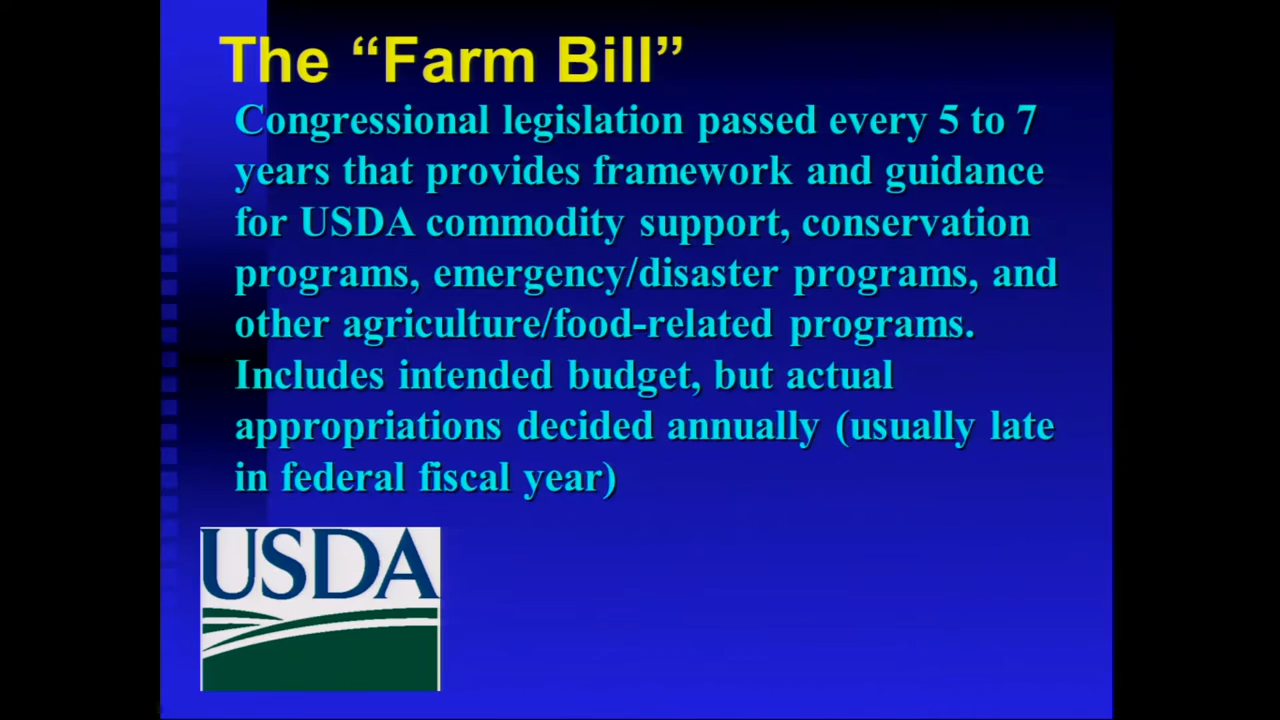 The “Farm Bill”
Congressional legislation passed every 5 to 7
years that provides framework and guidance
for USDA commodity support, conservation
programs, emergency/disaster programs, and
other agriculture/food-related programs.
Includes intended budget, but actual
appropriations decided annually (usually late
in federal fiscal year)
USDA